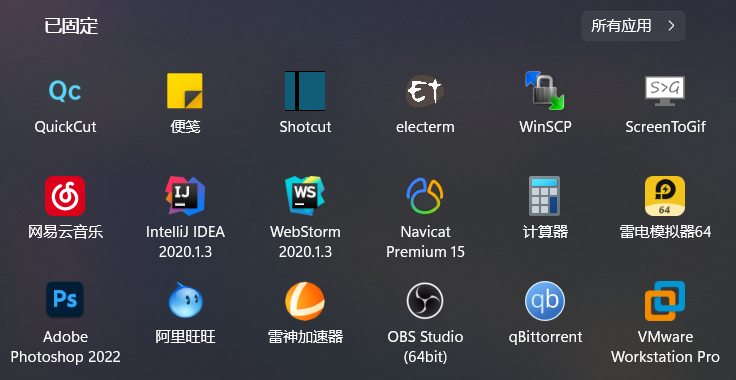 已固定
所有应用
Qc
QuickCut
便笺
Shotcut
Et
electerm
WinSCP
S>G
ScreenToGif
网易云音乐
IJ
IntelliJ IDEA
2020.1.3
WS
WebStorm
2020.1.3
Navicat
Premium 15
计算器
64
雷电模拟器64
Ps
Adobe
Photoshop 2022
阿里旺旺
雷神加速器
OBS Studio
(64bit)
qb
qBittorrent
VMware
Workstation Pro